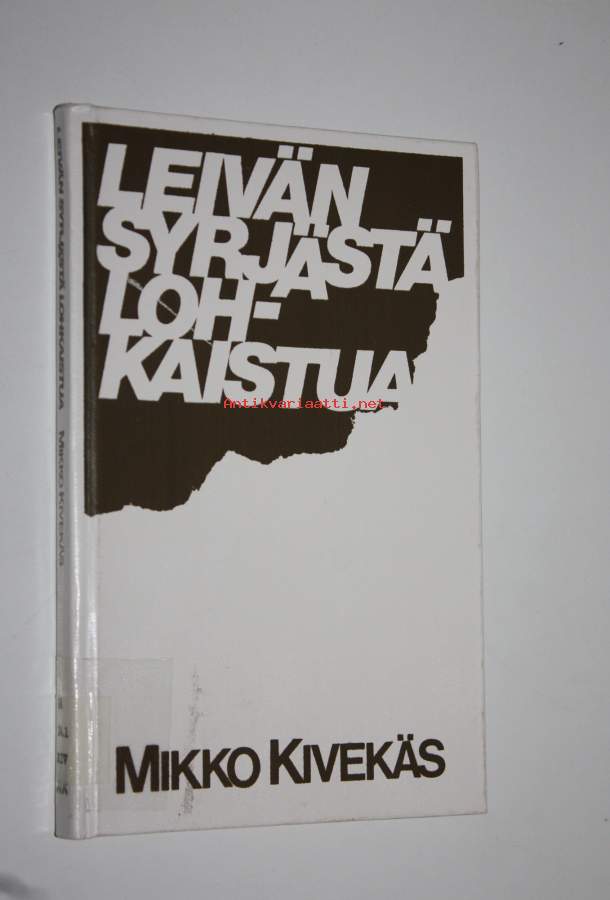 LEIVÄN
SYRJÄSTÄ
LOH-
KAISTUA
Antikvariaatti.net
MIKKO KIVEKÄS
LEIVÄN SYRJÄSTÄ LOHKAISTUA MIKKO KIVEKÄS